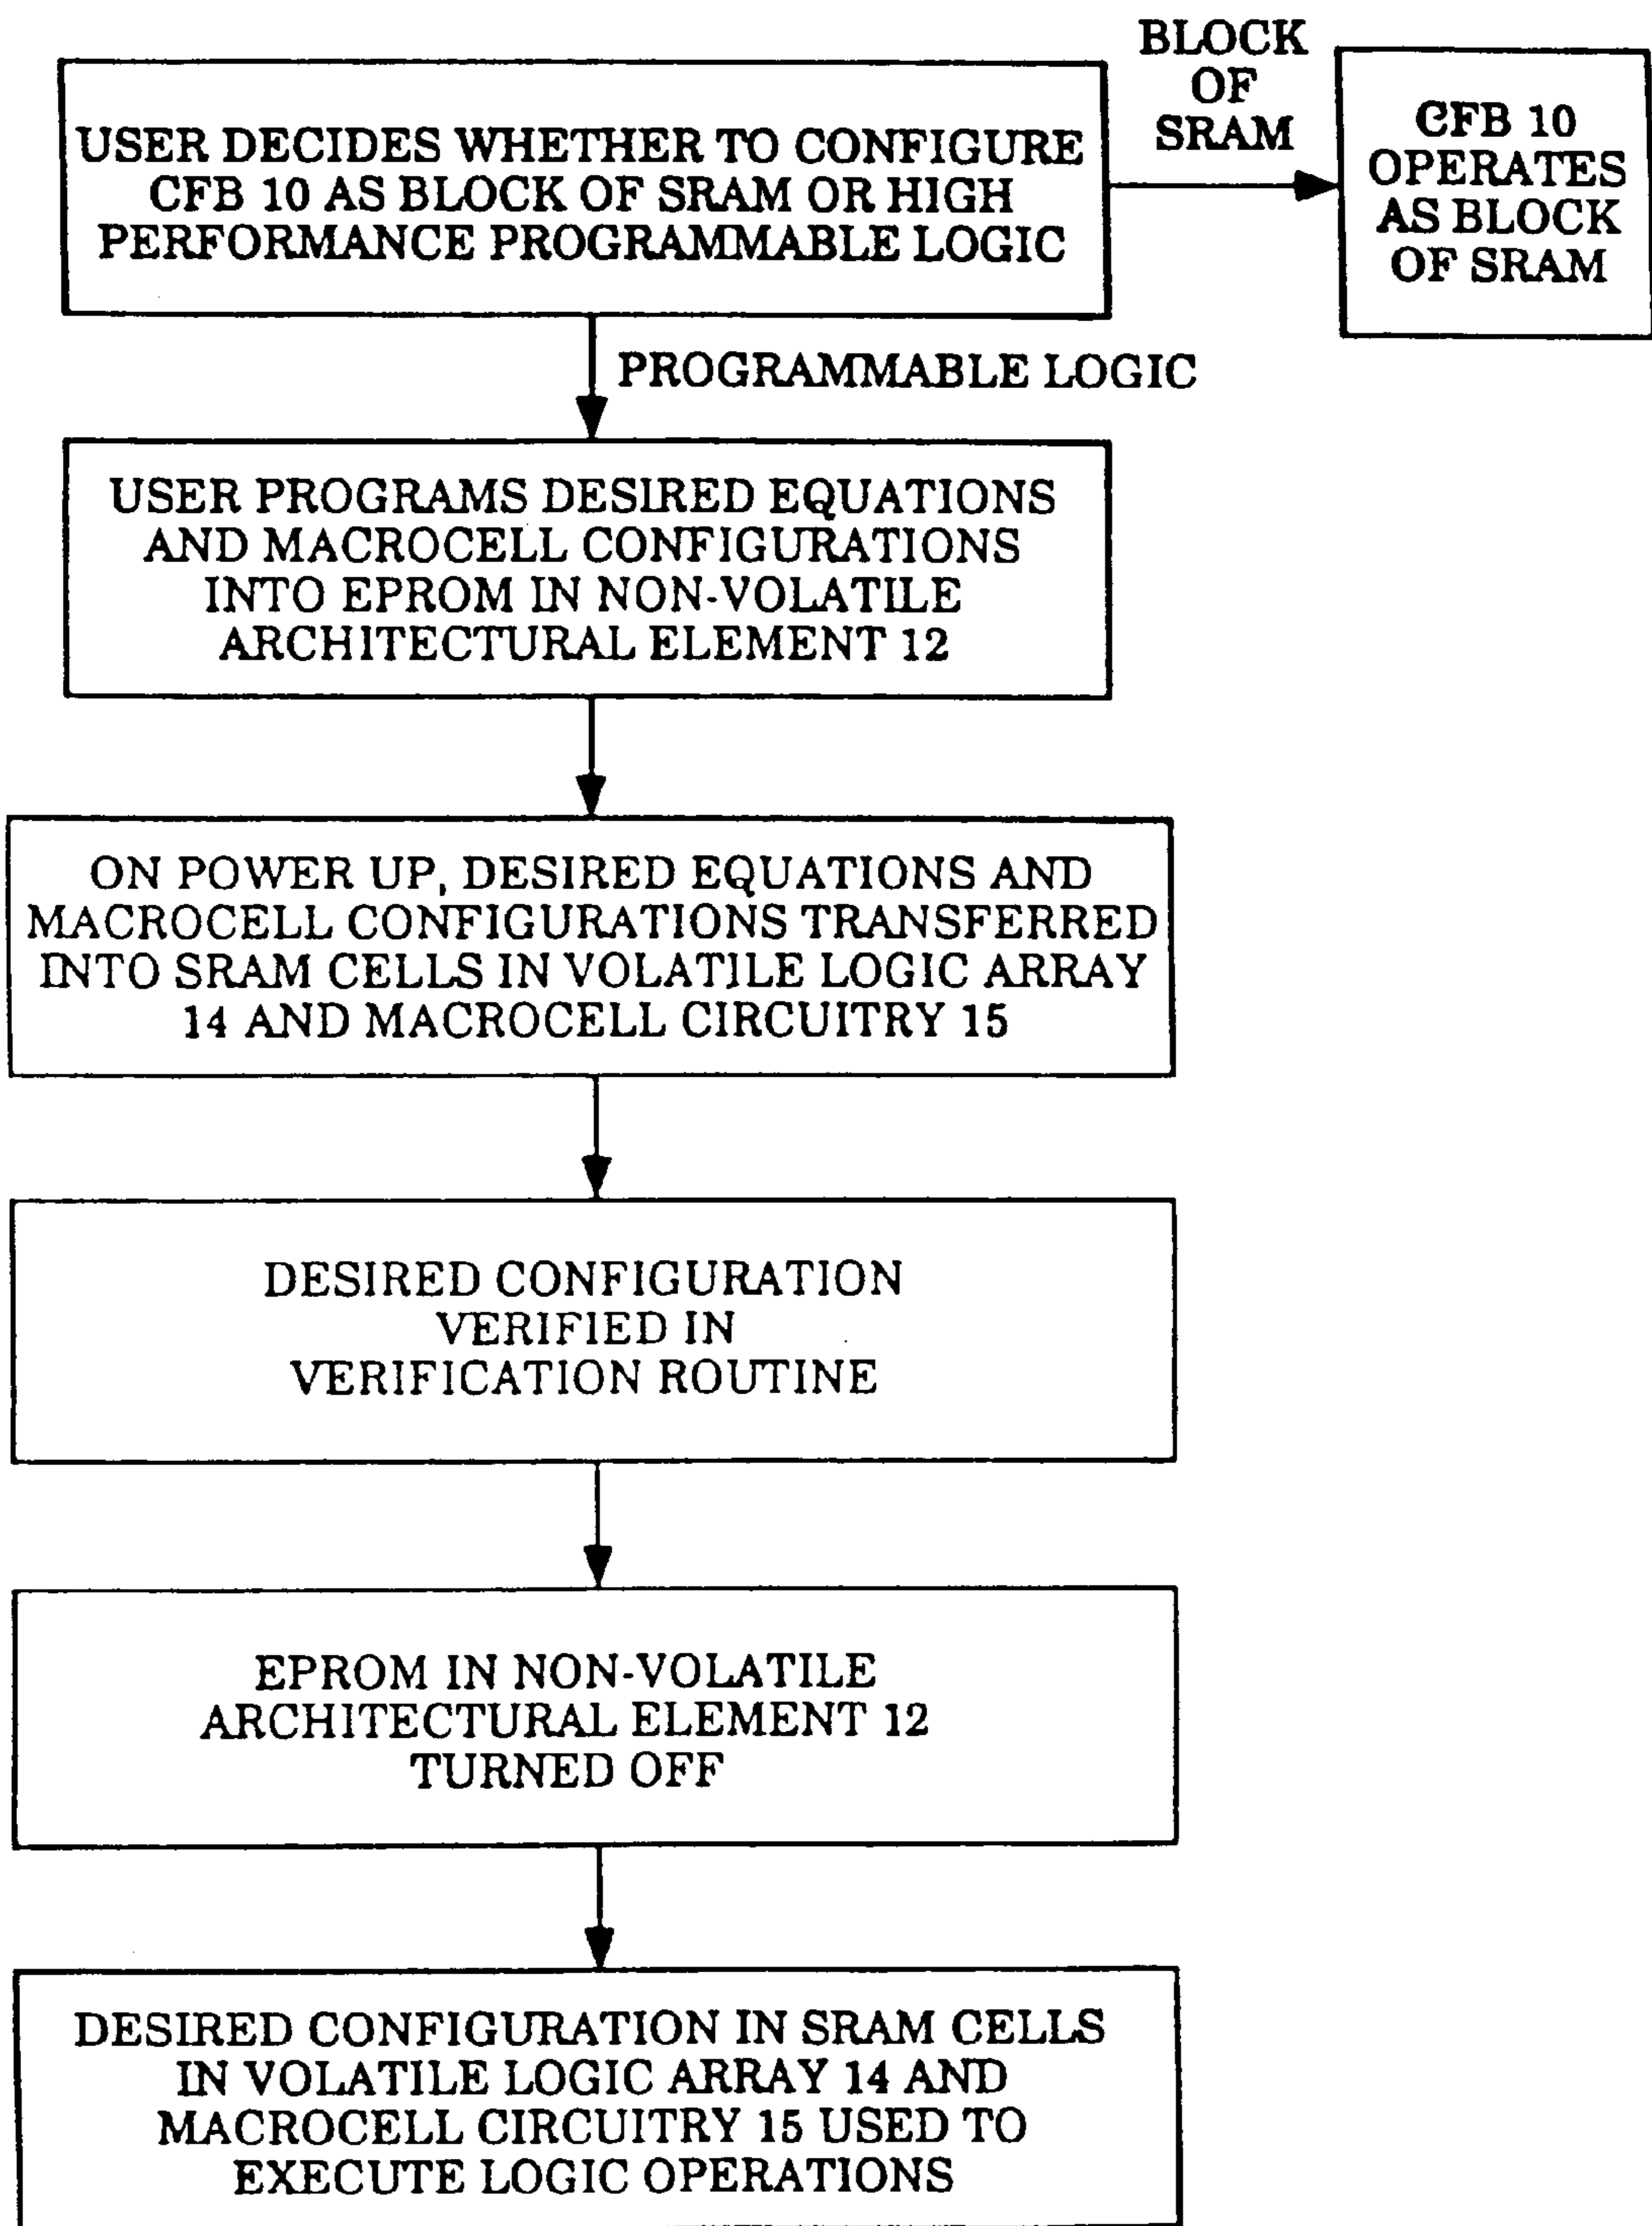 USER DECIDES WHETHER TO CONFIGURE
CFB 10 AS BLOCK OF SRAM OR HIGH
PERFORMANCE PROGRAMMABLE LOGIC
BLOCK
OF
SRAM
CFB 10
OPERATES
AS BLOCK
OF SRAM
PROGRAMMABLE LOGIC
USER PROGRAMS DESIRED EQUATIONS
AND MACROCELL CONFIGURATIONS
INTO EPROM IN NON-VOLATILE
ARCHITECTURAL ELEMENT 12
ON POWER UP, DESIRED EQUATIONS AND
MACROCELL CONFIGURATIONS TRANSFERRED
INTO SRAM CELLS IN VOLATILE LOGIC ARRAY
14 AND MACROCELL CIRCUITRY 15
DESIRED CONFIGURATION
VERIFIED IN
VERIFICATION ROUTINE
EPROM IN NON-VOLATILE
ARCHITECTURAL ELEMENT 12
TURNED OFF
DESIRED CONFIGURATION IN SRAM CELLS
IN VOLATILE LOGIC ARRAY 14 AND
MACROCELL CIRCUITRY 15 USED TO
EXECUTE LOGIC OPERATIONS